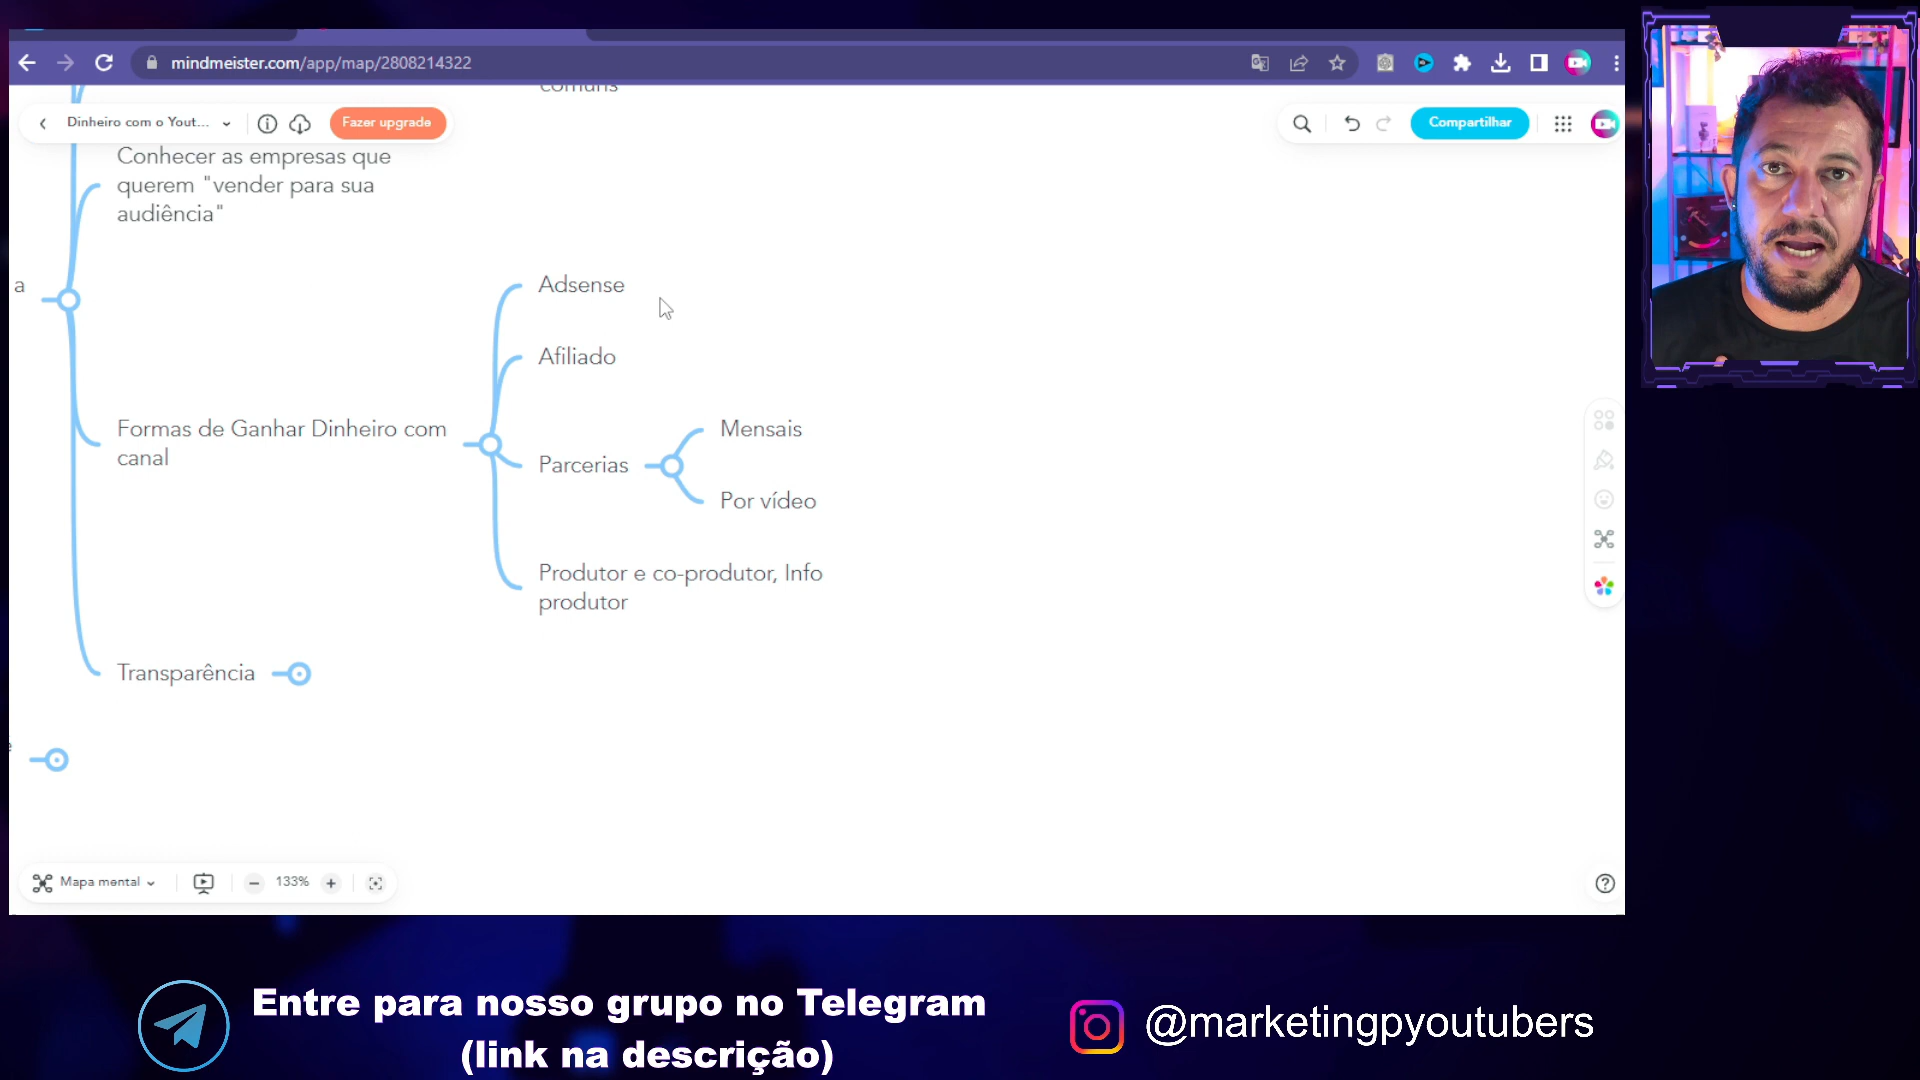 mindmeister.com/app/map/2808214322
comuns
Dinheiro com o Yout...
Fazer upgrade
Compartilhar
Conhecer as empresas que
querem "vender para sua
audiência"
a
Adsense
Afiliado
Formas de Ganhar Dinheiro com
canal
Parcerias
Mensais
Por vídeo
Produtor e co-produtor, Info
produtor
Transparência
e
Mapa mental
133%
Entre para nosso grupo no Telegram
(link na descrição)
@marketingpyoutubers